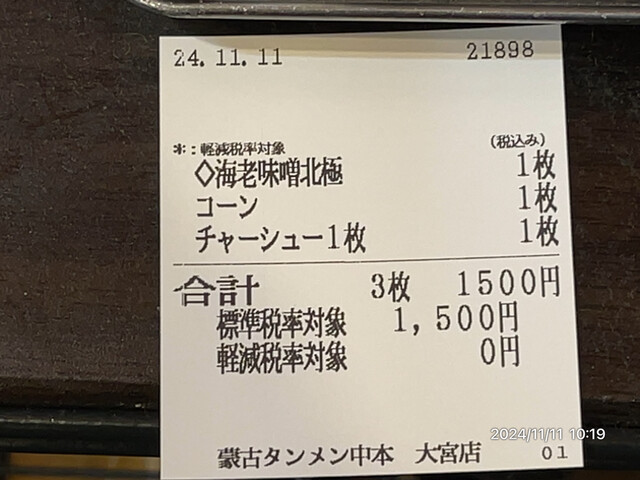 24.11.11 21898
*:軽減税率対象 (税込み)
◇海老味噌北極 1枚
コーン 1枚
チャーシュー1枚 1枚
合計 3枚 1500円
標準税率対象 1,500円
軽減税率対象 0円
2024/11/11 10:19
蒙古タンメン中本 大宮店 01